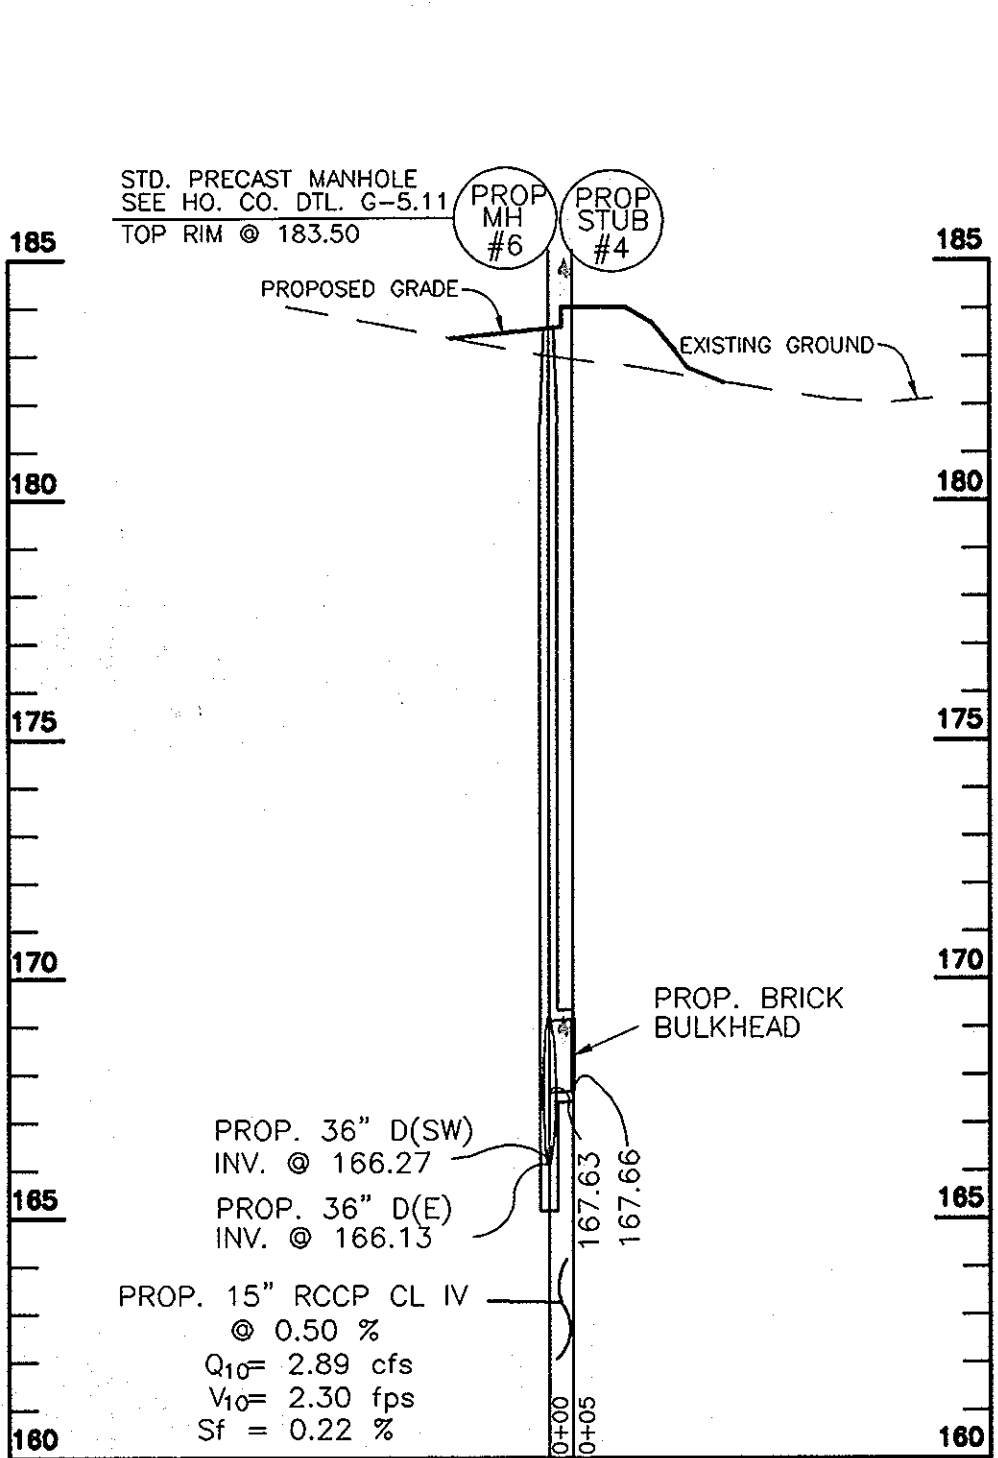 STD. PRECAST MANHOLE
SEE HO. CO. DTL. G-5.11
TOP RIM @ 183.50
PROP
MH
#6
PROP
STUB
#4
185
185
PROPOSED GRADE
EXISTING GROUND
180
180
175
175
170
170
PROP. BRICK
BULKHEAD
PROP. 36" D(SW)
INV. @ 166.27
167.63
167.66
165
165
PROP. 36" D(E)
INV. @ 166.13
PROP. 15" RCCP CL IV
@ 0.50 %
Q10= 2.89 cfs
V10= 2.30 fps
Sf = 0.22 %
0+00
0+05
160
160